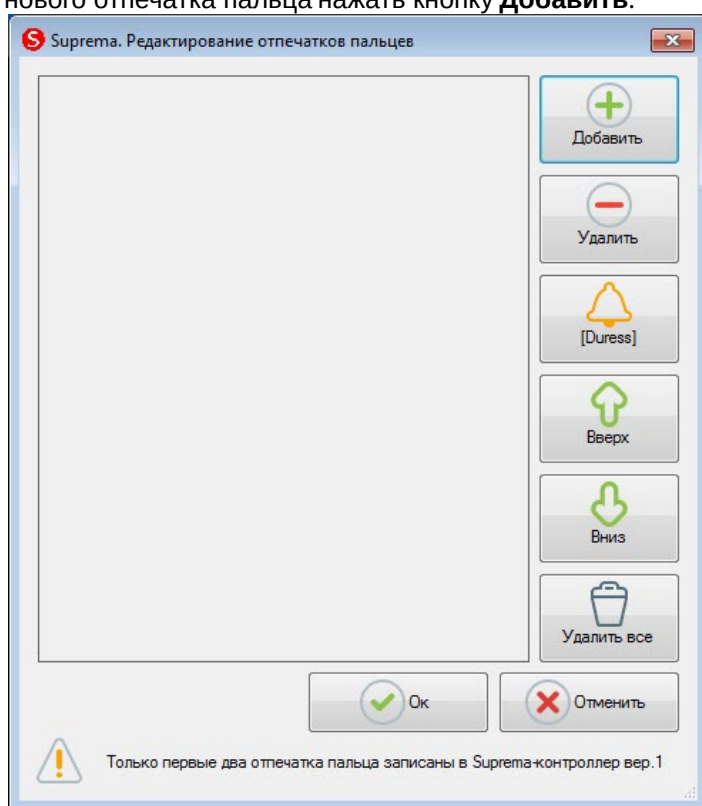 нового отпечатка пальца нажать кнопку Добавить.
S Suprema. Редактирование отпечатков пальцев
Добавить
Удалить
[Duress]
Вверх
Вниз
Удалить все
Ок
Отменить
Только первые два отпечатка пальца записаны в Suprema-контроллер вер.1